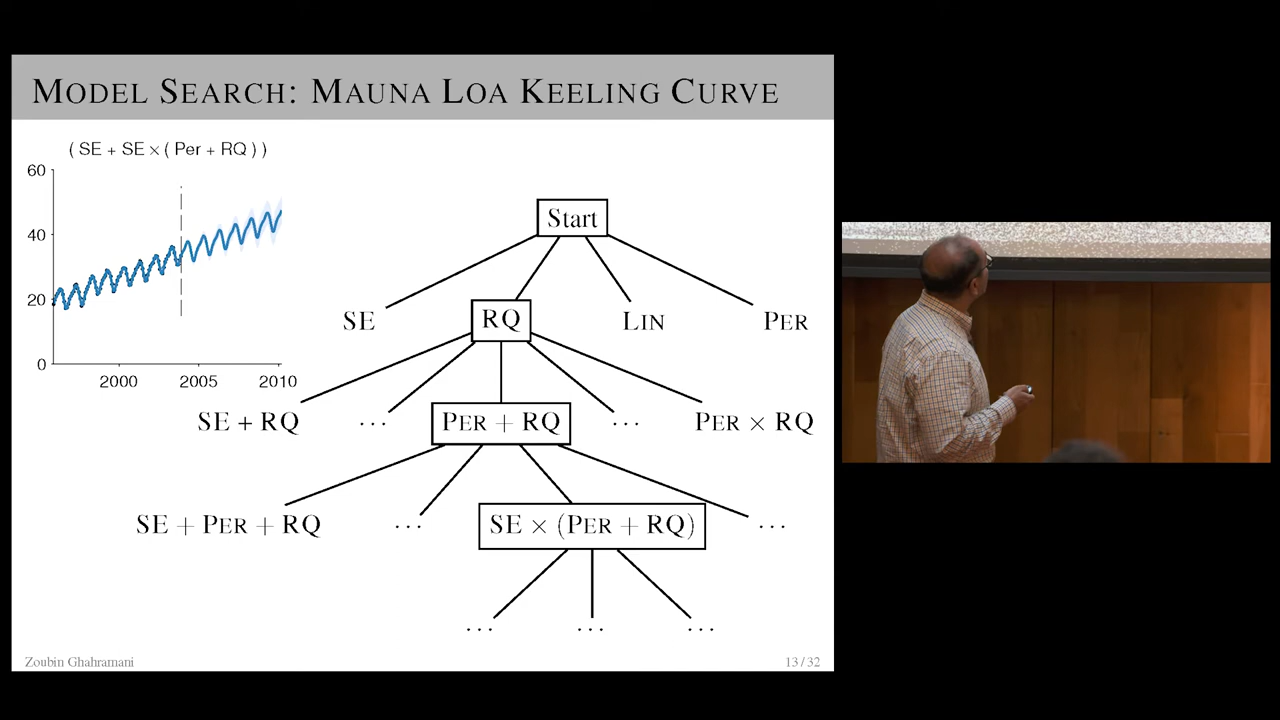 MODEL SEARCH: MAUNA LOA KEELING CURVE
( SE + SE × ( Per + RQ ) )
60
40
20
0
2000 2005 2010
Start
SE RQ LIN PER
SE + RQ ... PER + RQ ... PER × RQ
SE + PER + RQ ... SE × (PER + RQ) ...
... ... ...
Zoubin Ghahramani 13 / 32